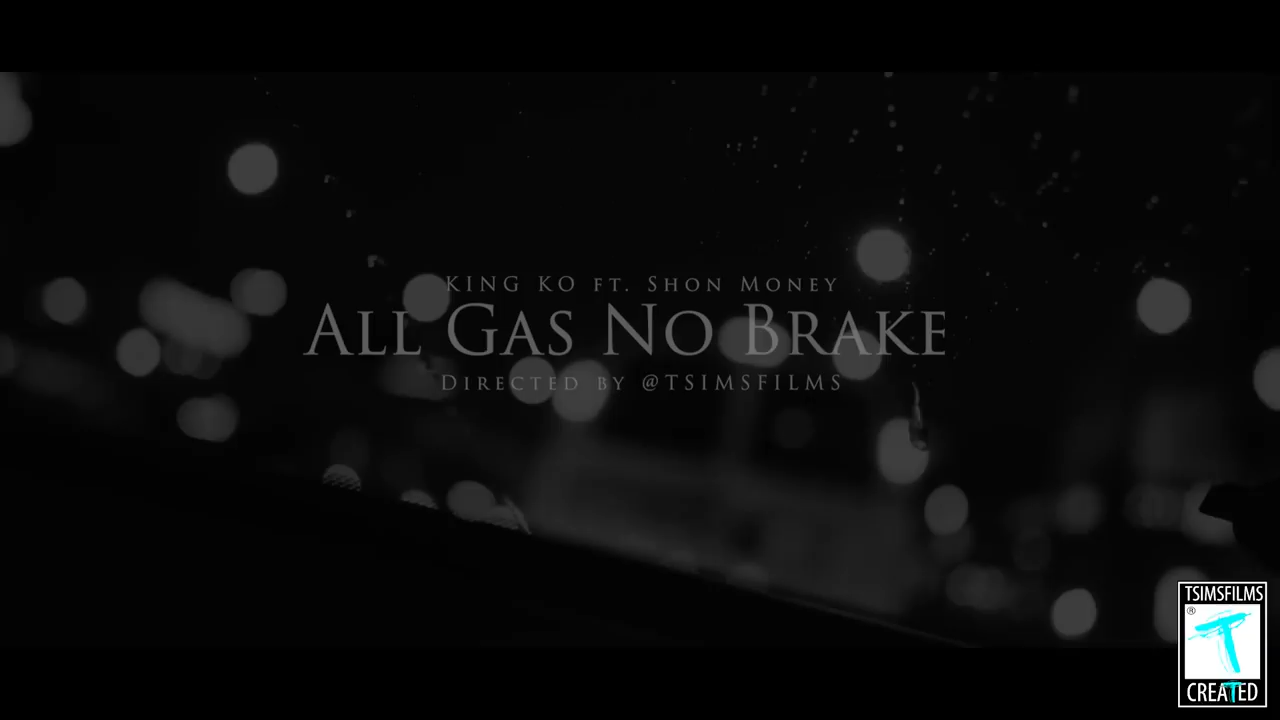 KING KO FT. SHON MONEY
ALL GAS NO BRAKE
DIRECTED BY @TSIMSFILMS
TSIMSFILMS
®
T
CREATED